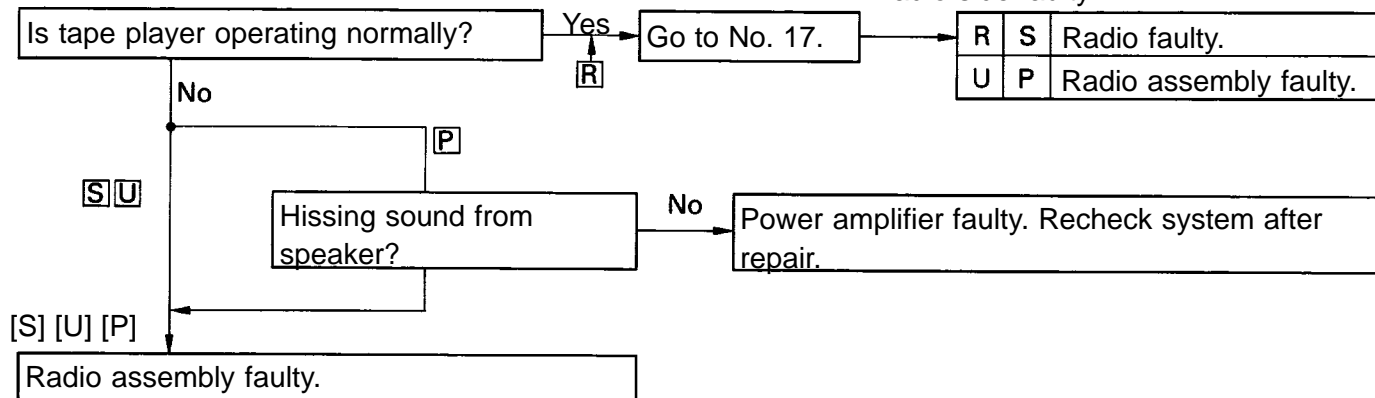 Is tape player operating normally?
Yes
R
Go to No. 17.
R S Radio faulty.
U P Radio assembly faulty.
No
P
S U
Hissing sound from
speaker?
No
Power amplifier faulty. Recheck system after
repair.
[S] [U] [P]
Radio assembly faulty.